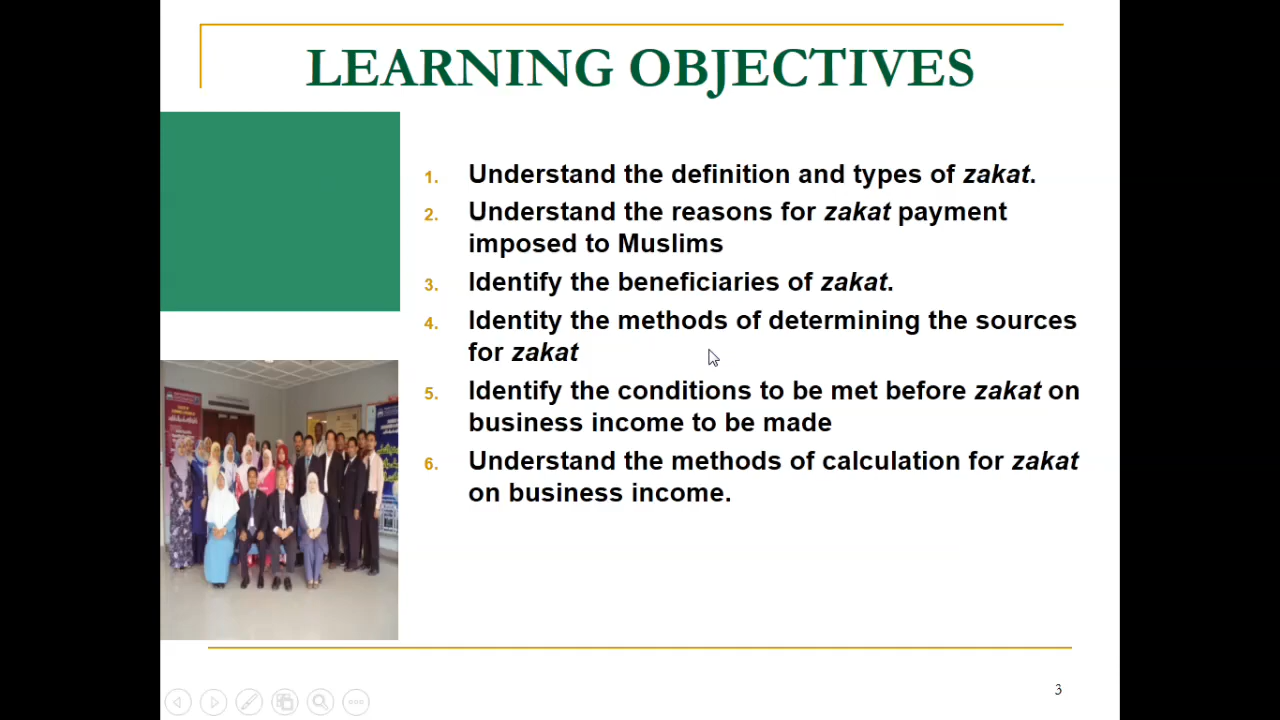 LEARNING OBJECTIVES
1. Understand the definition and types of zakat.
2. Understand the reasons for zakat payment
imposed to Muslims
3. Identify the beneficiaries of zakat.
4. Identity the methods of determining the sources
for zakat
5. Identify the conditions to be met before zakat on
business income to be made
6. Understand the methods of calculation for zakat
on business income.
3